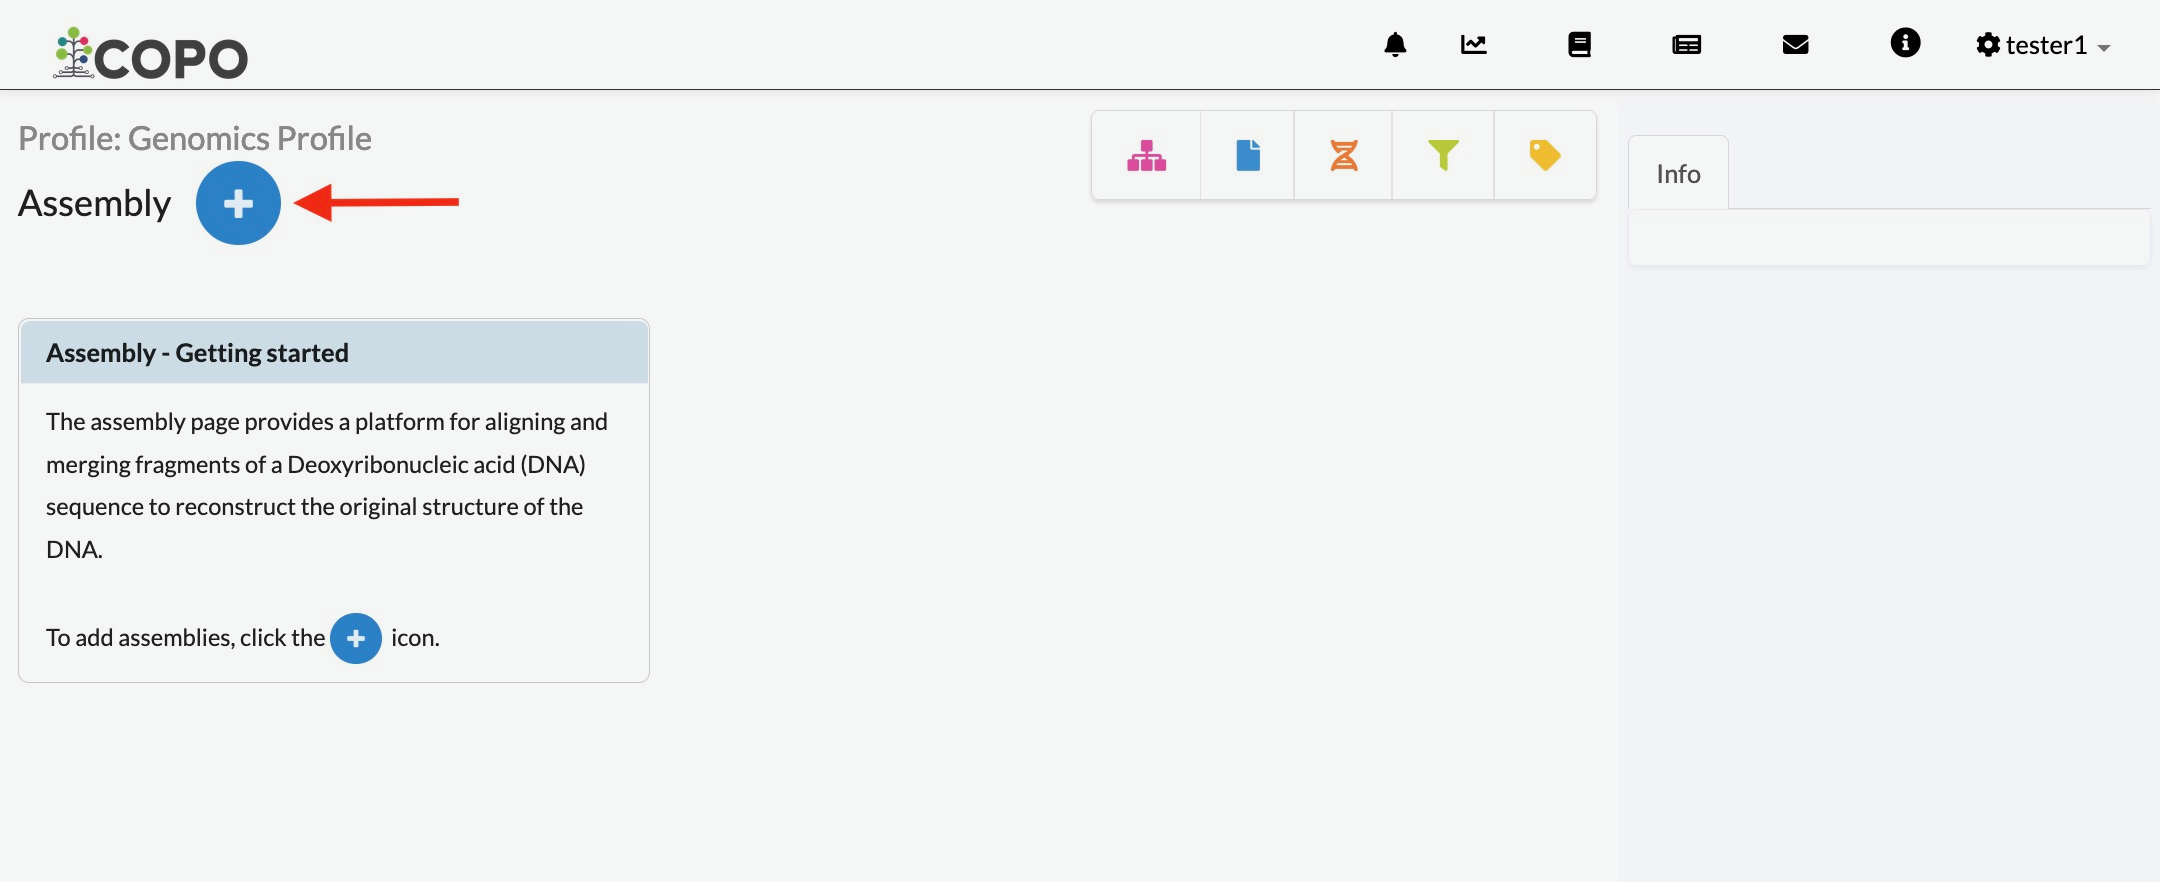 COPO
tester1
Profile: Genomics Profile
Assembly
Info
Assembly - Getting started
The assembly page provides a platform for aligning and
merging fragments of a Deoxyribonucleic acid (DNA)
sequence to reconstruct the original structure of the
DNA.
To add assemblies, click the + icon.